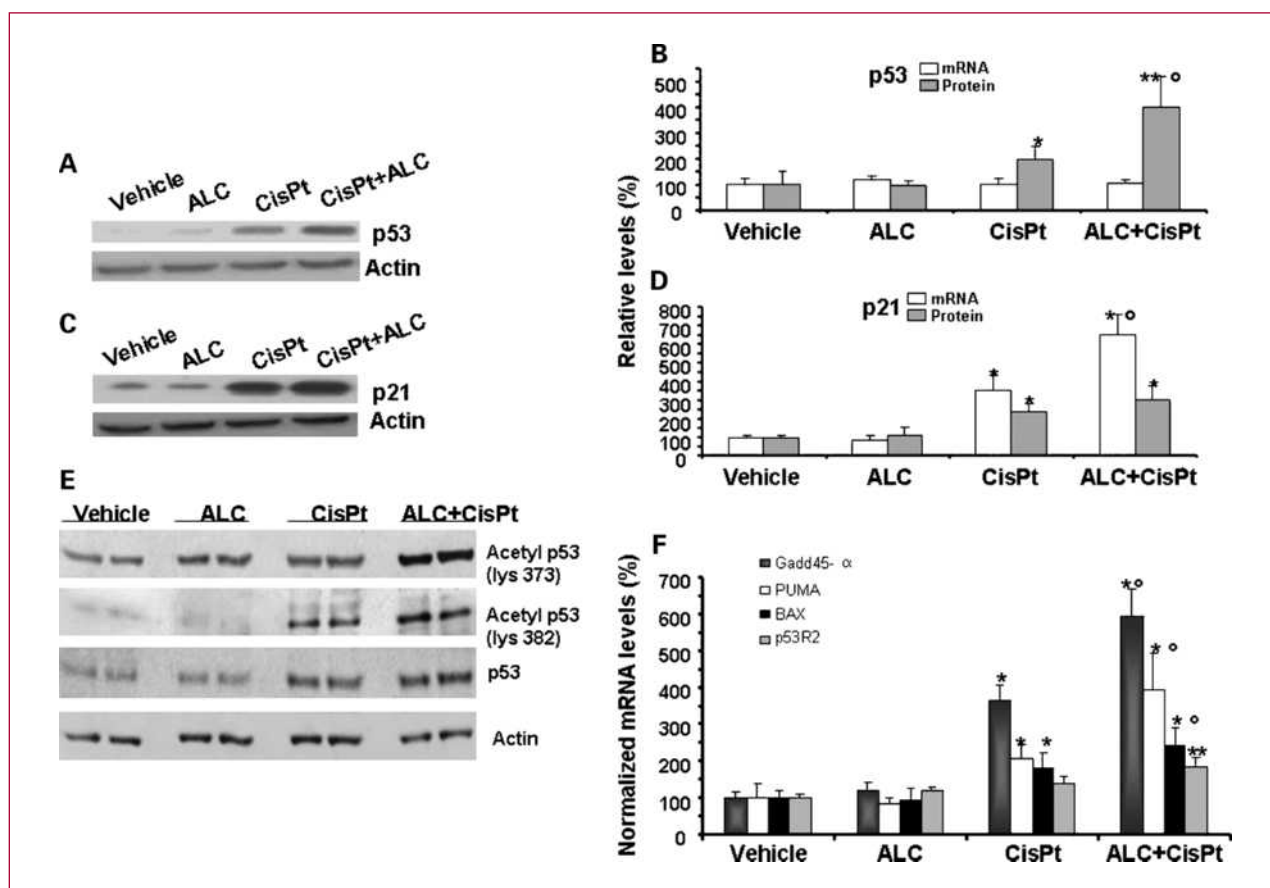 A
Vehicle
ALC
CisPt
CisPt+ALC
p53
Actin
B
p53
mRNA
Protein
500
400
300
200
100
0
* 
** °
Vehicle
ALC
CisPt
ALC+CisPt
Relative levels (%)
C
Vehicle
ALC
CisPt
CisPt+ALC
p21
Actin
D
p21
mRNA
Protein
800
700
600
500
400
300
200
100
0
*
*
* °
*
Vehicle
ALC
CisPt
ALC+CisPt
E
Vehicle
ALC
CisPt
ALC+CisPt
Acetyl p53
(lys 373)
Acetyl p53
(lys 382)
p53
Actin
F
Gadd45- α
PUMA
BAX
p53R2
Normalized mRNA levels (%)
700
600
500
400
300
200
100
0
*
*
*
*°
* °
* °
**
Vehicle
ALC
CisPt
ALC+CisPt